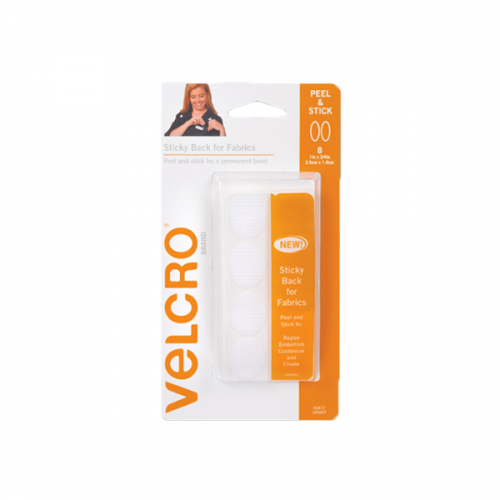 PEEL
&
STICK
8
Sticky Back for Fabrics
Peel and stick for a permanent bond
VELCRO®
BRAND
NEW!
Sticky
Back
for
Fabrics
Peel and
Stick to:
Repair
Embellish
Customize
and
Create